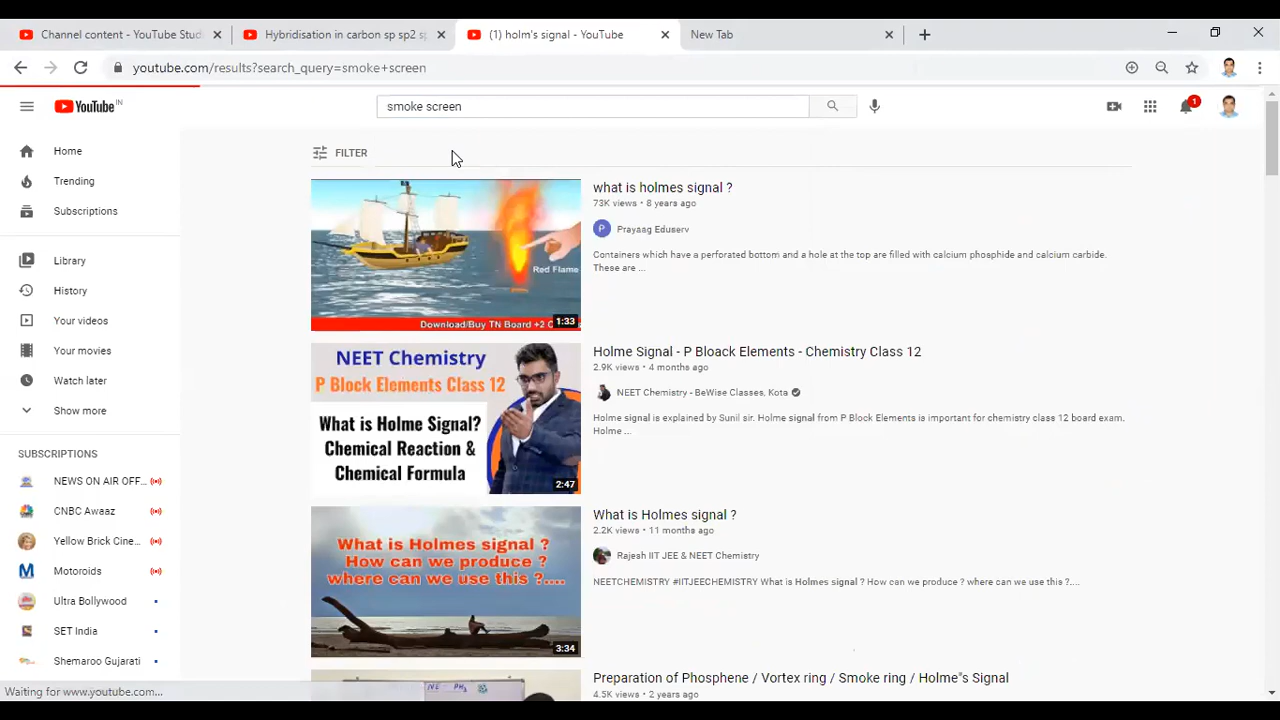 Channel content - YouTube Stud
Hybridisation in carbon sp sp2 s
(1) holm's signal - YouTube
New Tab
youtube.com/results?search_query=smoke+screen
YouTube IN
smoke screen
1
Home
Trending
Subscriptions
Library
History
Your videos
Your movies
Watch later
Show more
SUBSCRIPTIONS
NEWS ON AIR OFF...
CNBC Awaaz
Yellow Brick Cine...
Motoroids
Ultra Bollywood
SET India
Shemaroo Gujarati
FILTER
Red Flame
Download/Buy TN Board +2 C
1:33
what is holmes signal ?
73K views • 8 years ago
P Prayaag Eduserv
Containers which have a perforated bottom and a hole at the top are filled with calcium phosphide and calcium carbide.
These are ...
NEET Chemistry
P Block Elements Class 12
What is Holme Signal?
Chemical Reaction &
Chemical Formula
2:47
Holme Signal - P Bloack Elements - Chemistry Class 12
2.9K views • 4 months ago
NEET Chemistry - BeWise Classes, Kota
Holme signal is explained by Sunil sir. Holme signal from P Block Elements is important for chemistry class 12 board exam.
Holme ...
What is Holmes signal ?
How can we produce ?
where can we use this ?....
3:34
What is Holmes signal ?
2.2K views • 11 months ago
Rajesh IIT JEE & NEET Chemistry
NEETCHEMISTRY #IITJEECHEMISTRY What is Holmes signal ? How can we produce ? where can we use this ?....
Preparation of Phosphene / Vortex ring / Smoke ring / Holme"s Signal
4.5K views • 2 years ago
Waiting for www.youtube.com...